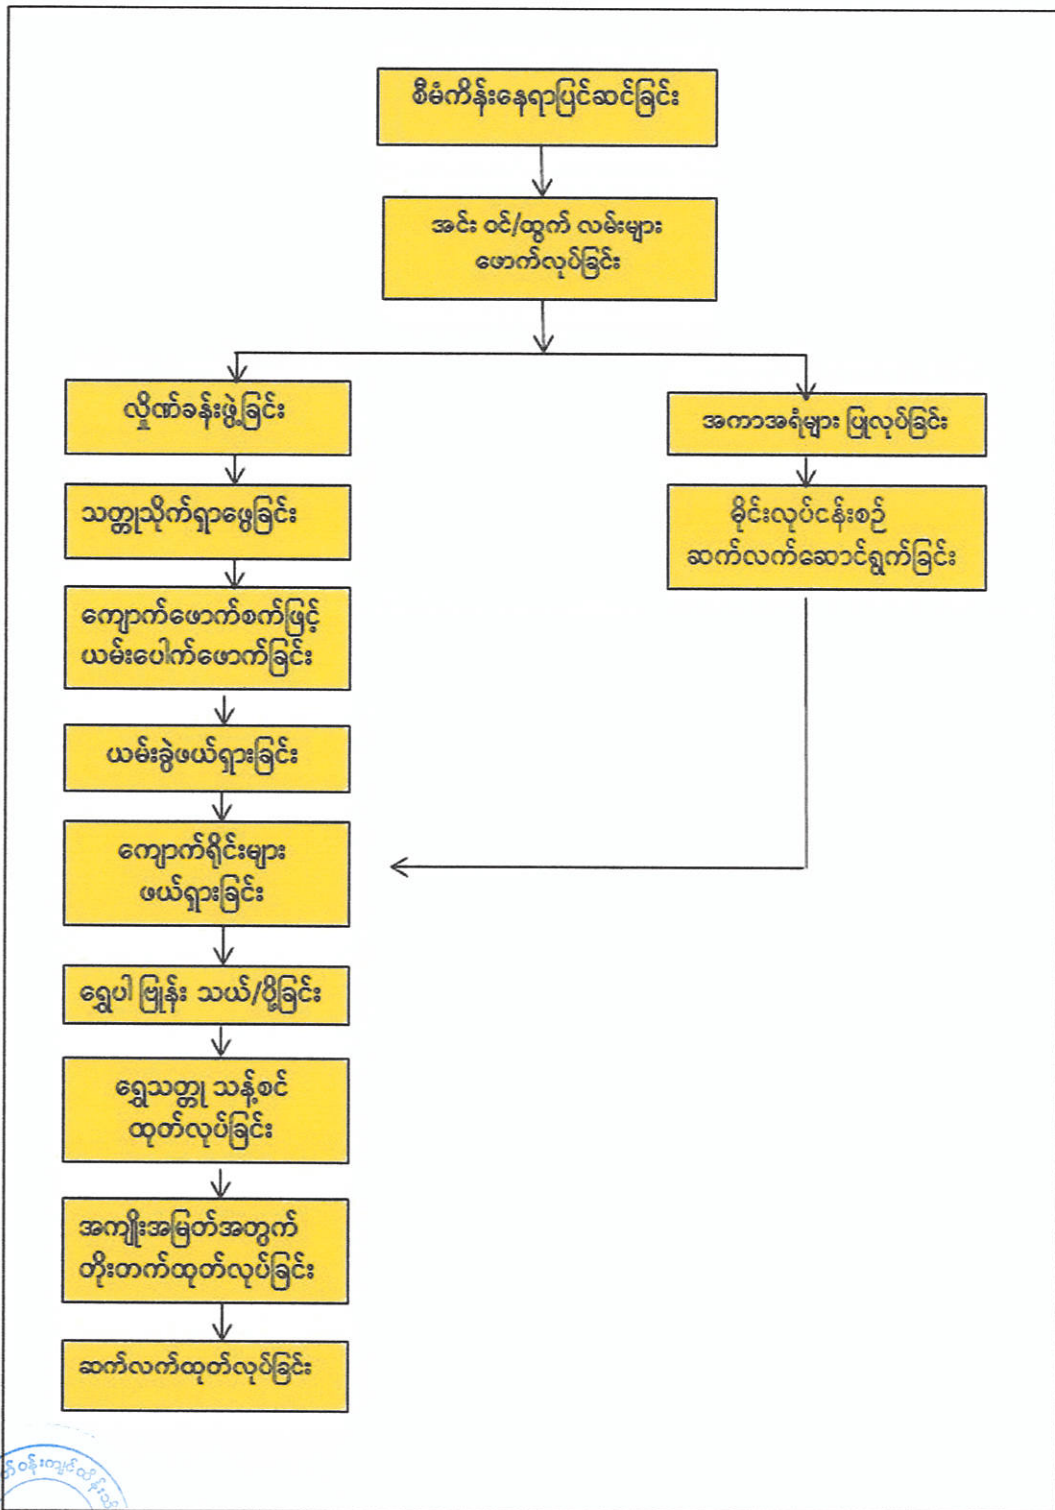 စီမံကိန်းနေရာပြင်ဆင်ခြင်း
အင်း ဝင်/ထွက် လမ်းများ
ဖောက်လုပ်ခြင်း
လှိုဏ်ခန်းဖွဲ့ခြင်း
အကာအရံများ ပြုလုပ်ခြင်း
သတ္တုသိုက်ရှာဖွေခြင်း
မိုင်းလုပ်ငန်းစဉ်
ဆက်လက်ဆောင်ရွက်ခြင်း
ကျောက်ဖောက်စက်ဖြင့်
ယမ်းပေါက်ဖောက်ခြင်း
ယမ်းခွဲဖယ်ရှားခြင်း
ကျောက်ရိုင်းများ
ဖယ်ရှားခြင်း
ရွှေပါ ဗြုန်း သယ်/ပို့ခြင်း
ရွှေသတ္တု သန့်စင်
ထုတ်လုပ်ခြင်း
အကျိုးအမြတ်အတွက်
တိုးတက်ထုတ်လုပ်ခြင်း
ဆက်လက်ထုတ်လုပ်ခြင်း